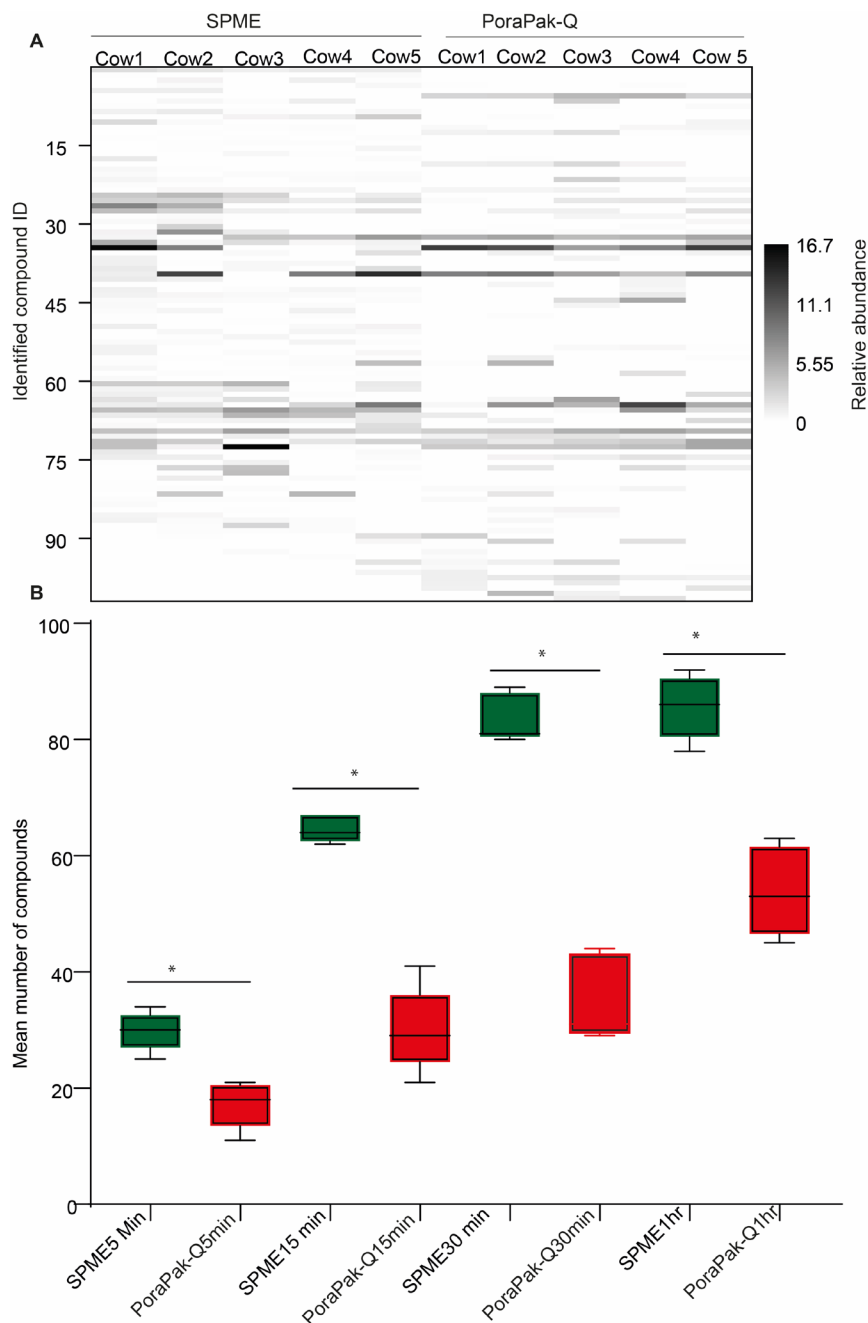 SPME PoraPak-Q
A
Cow1 Cow2 Cow3 Cow4 Cow5 Cow1 Cow2 Cow3 Cow4 Cow 5
Identified compound ID
15
30
45
60
75
90
16.7
11.1
5.55
0
Relative abundance
B
Mean mumber of compounds
100
80
60
40
20
0
*
*
*
*
SPME5 Min
PoraPak-Q5min
SPME15 min
PoraPak-Q15min
SPME30 min
PoraPak-Q30min
SPME1hr
PoraPak-Q1hr